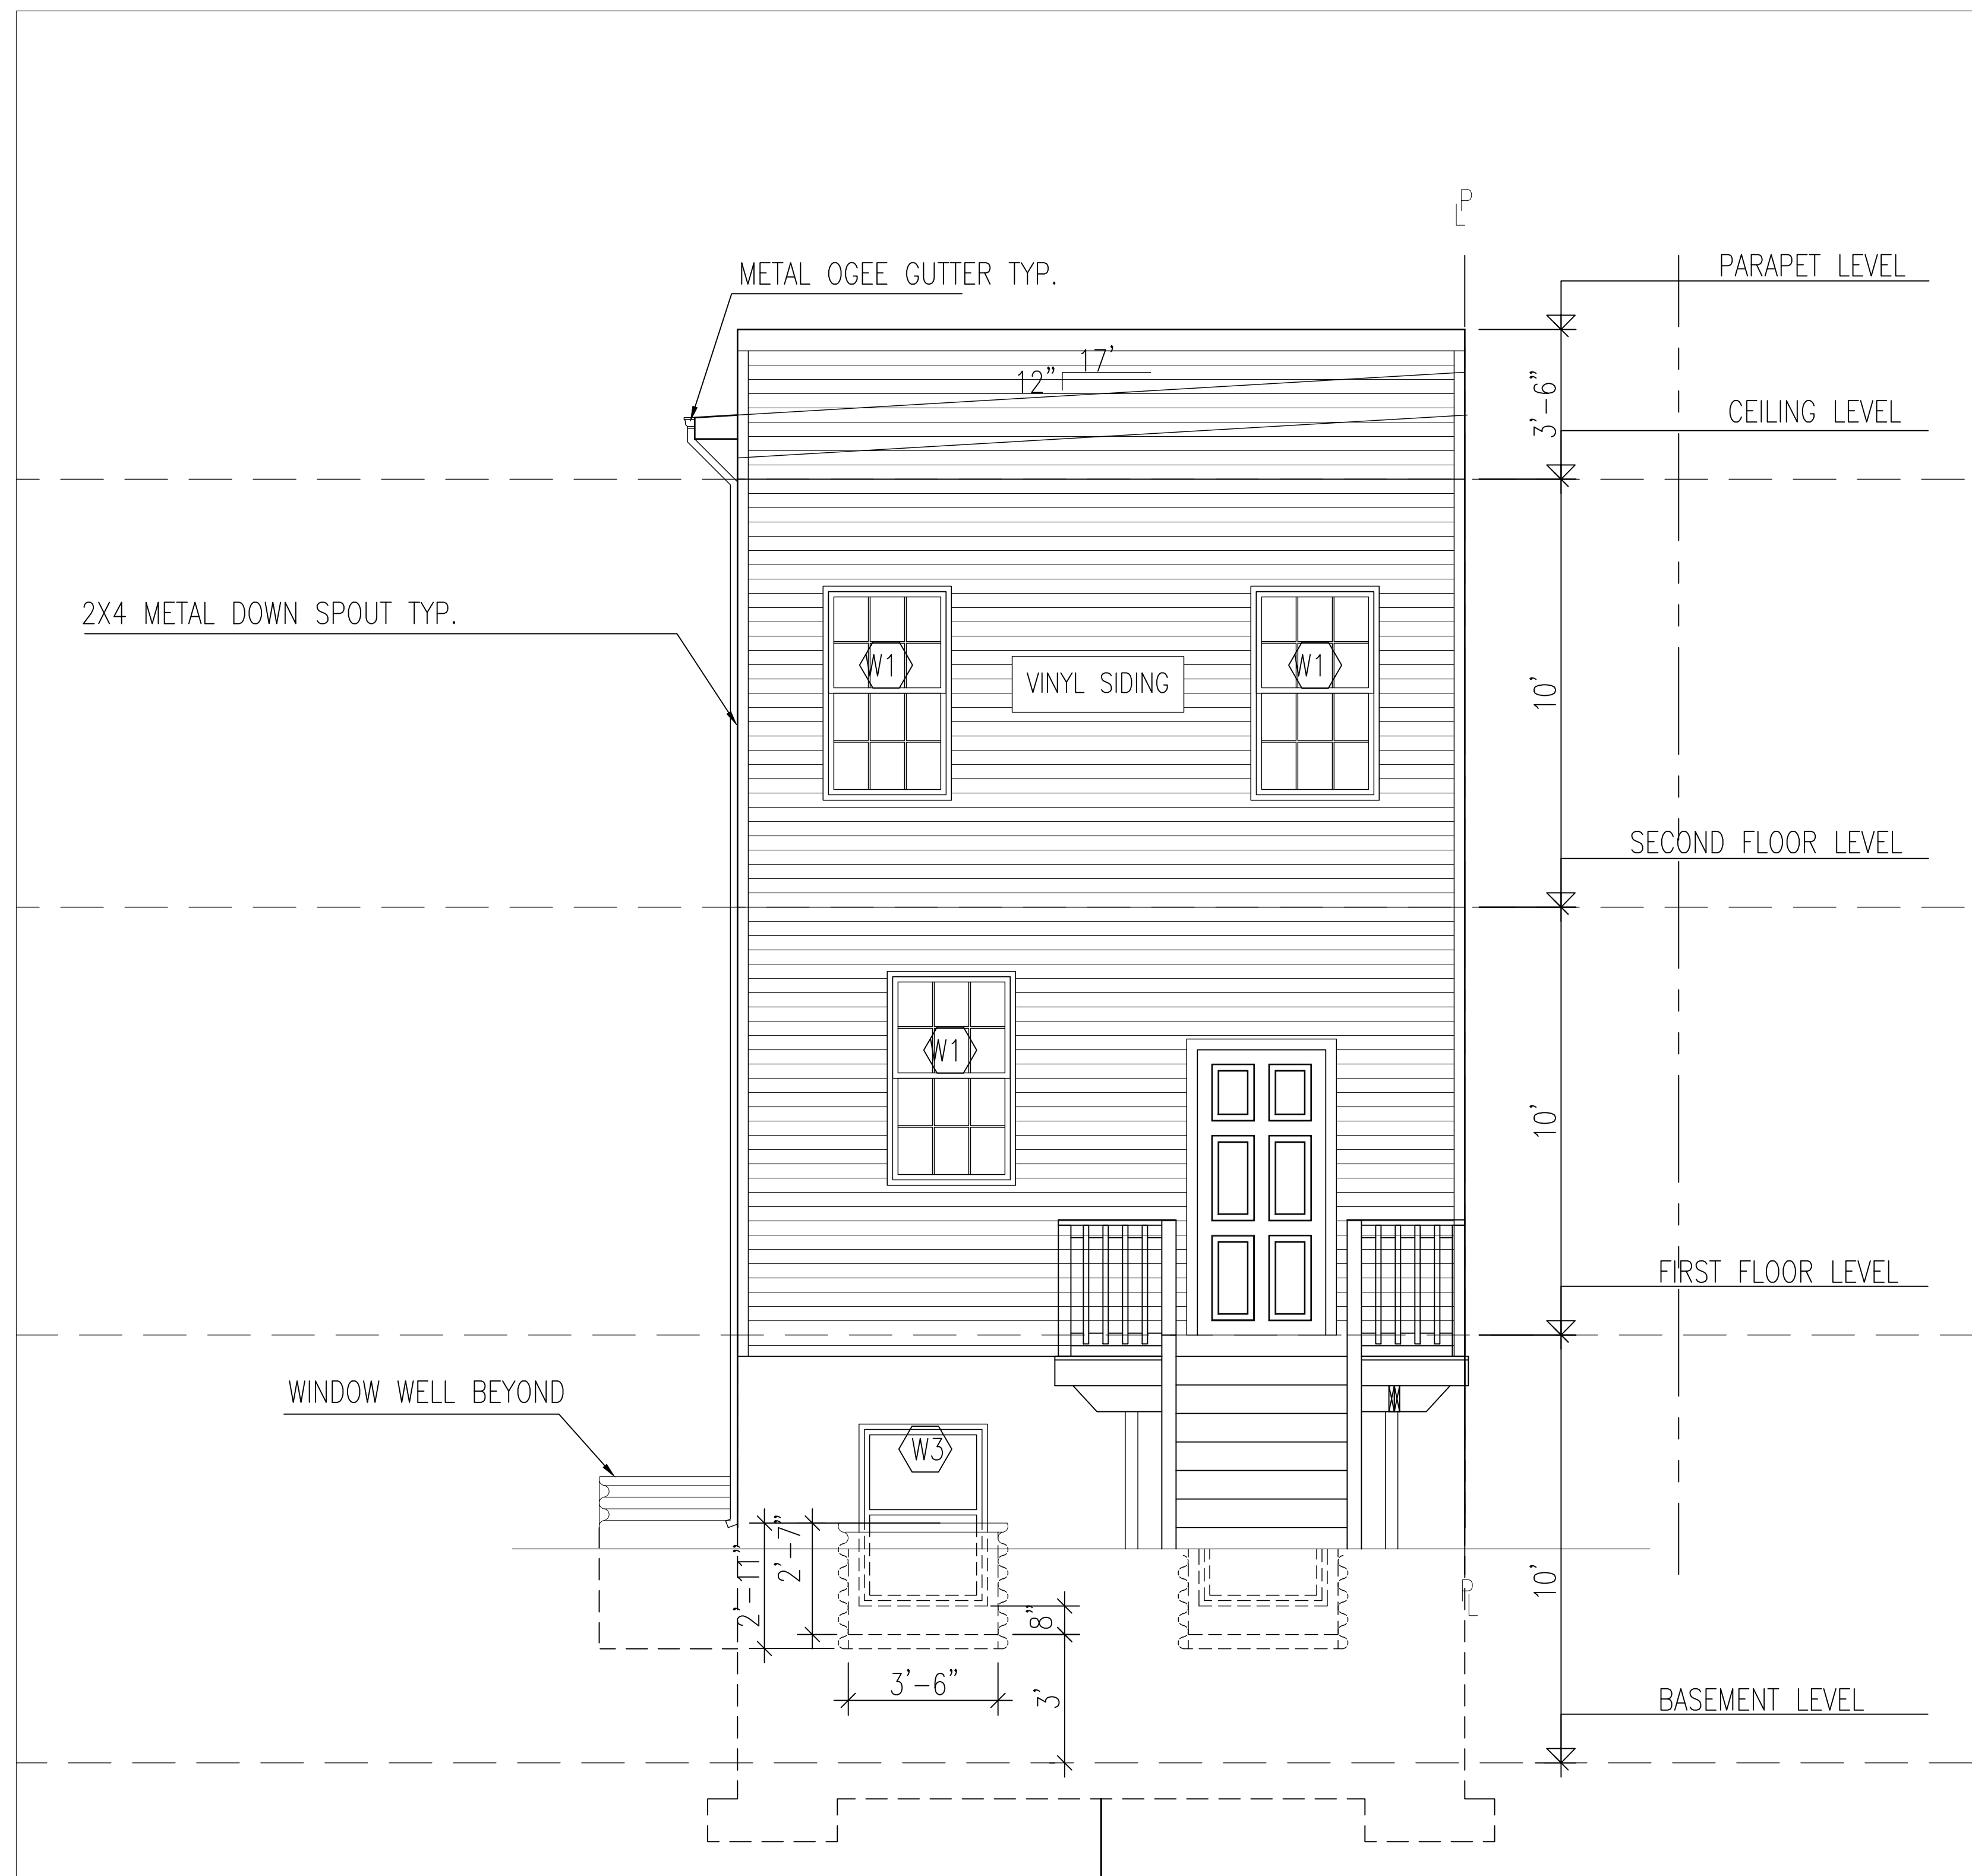 PL
PARAPET LEVEL
METAL OGEE GUTTER TYP.
17'
12"
3'-6"
CEILING LEVEL
2X4 METAL DOWN SPOUT TYP.
W1
VINYL SIDING
W1
10'
SECOND FLOOR LEVEL
W1
10'
FIRST FLOOR LEVEL
WINDOW WELL BEYOND
W3
2'-11"
2'-7"
8"
10'
PL
3'-6"
3'
BASEMENT LEVEL